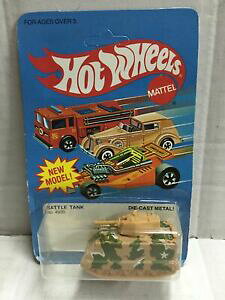 FOR AGES OVER 3.
HOT WHEELS
MATTEL
NEW
MODEL!
BATTLE TANK
DIE-CAST METAL!